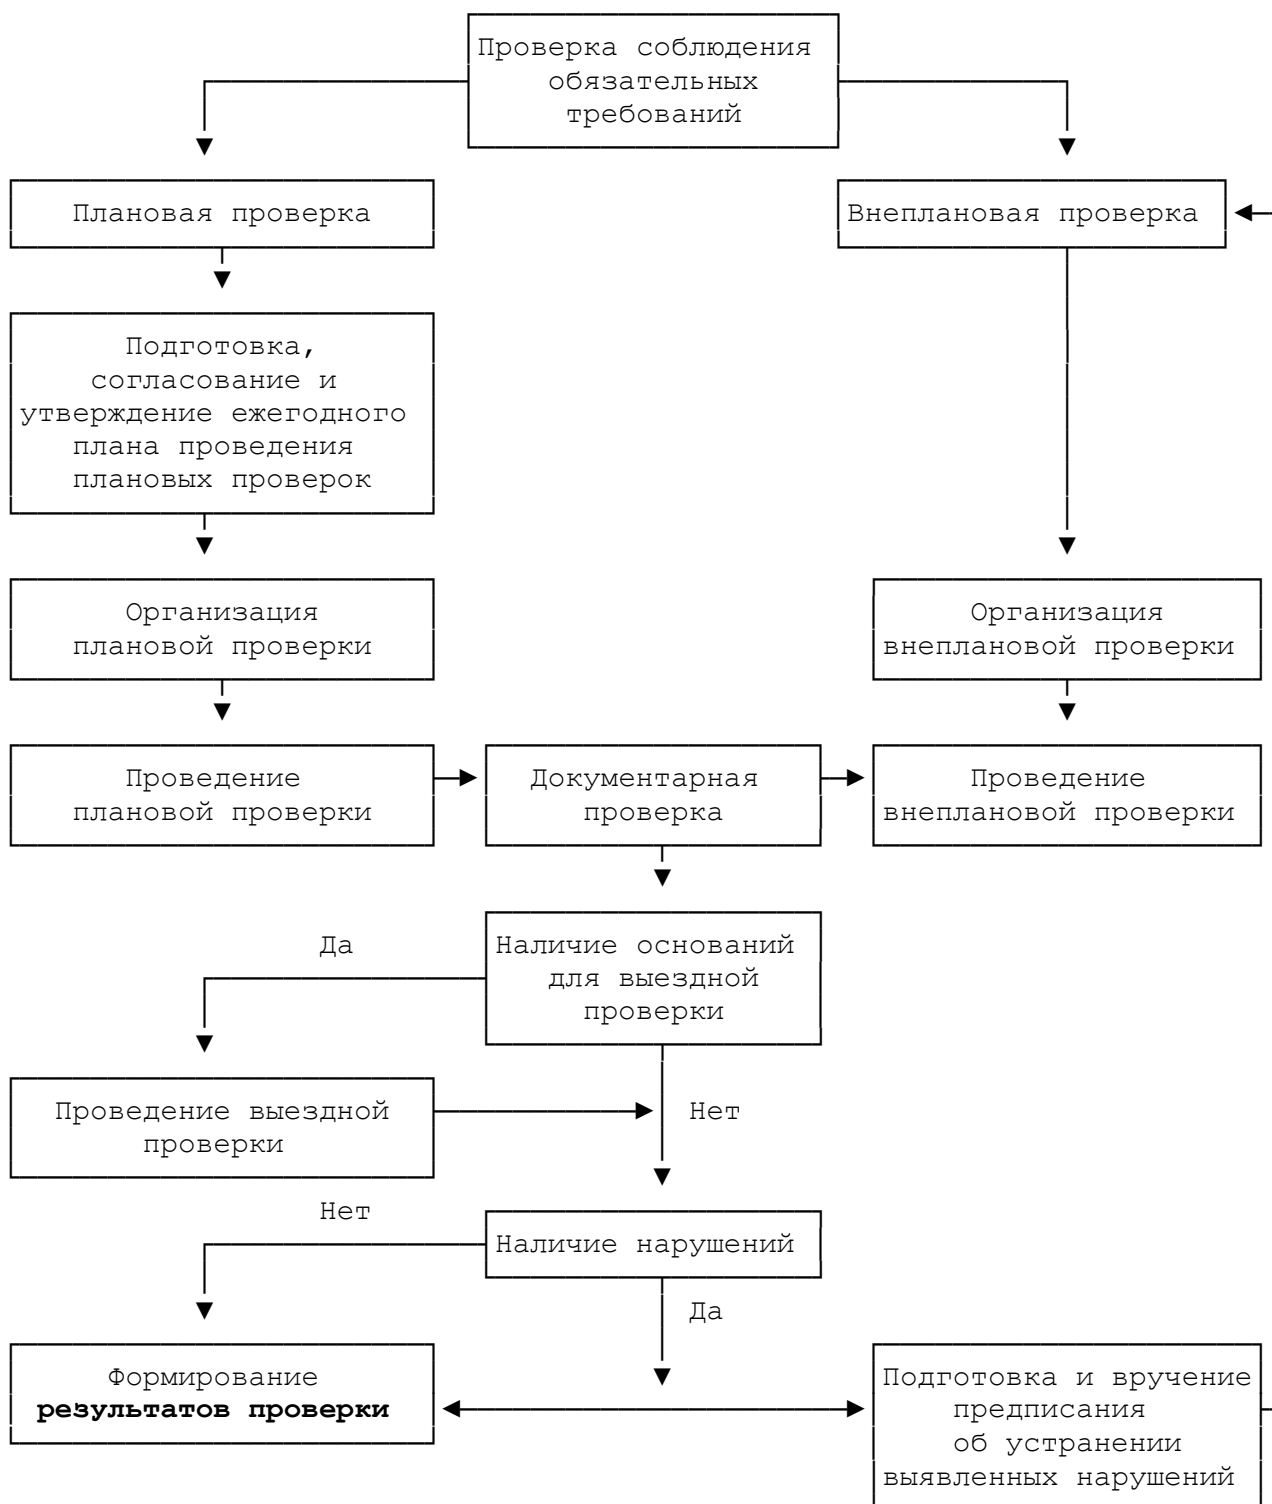 Проверка соблюдения
обязательных
требований
Плановая проверка
Внеплановая проверка
Подготовка,
согласование и
утверждение ежегодного
плана проведения
плановых проверок
Организация
плановой проверки
Организация
внеплановой проверки
Проведение
плановой проверки
Документарная
проверка
Проведение
внеплановой проверки
Да
Наличие оснований
для выездной
проверки
Проведение выездной
проверки
Нет
Нет
Наличие нарушений
Да
Формирование
результатов проверки
Подготовка и вручение
предписания
об устранении
выявленных нарушений